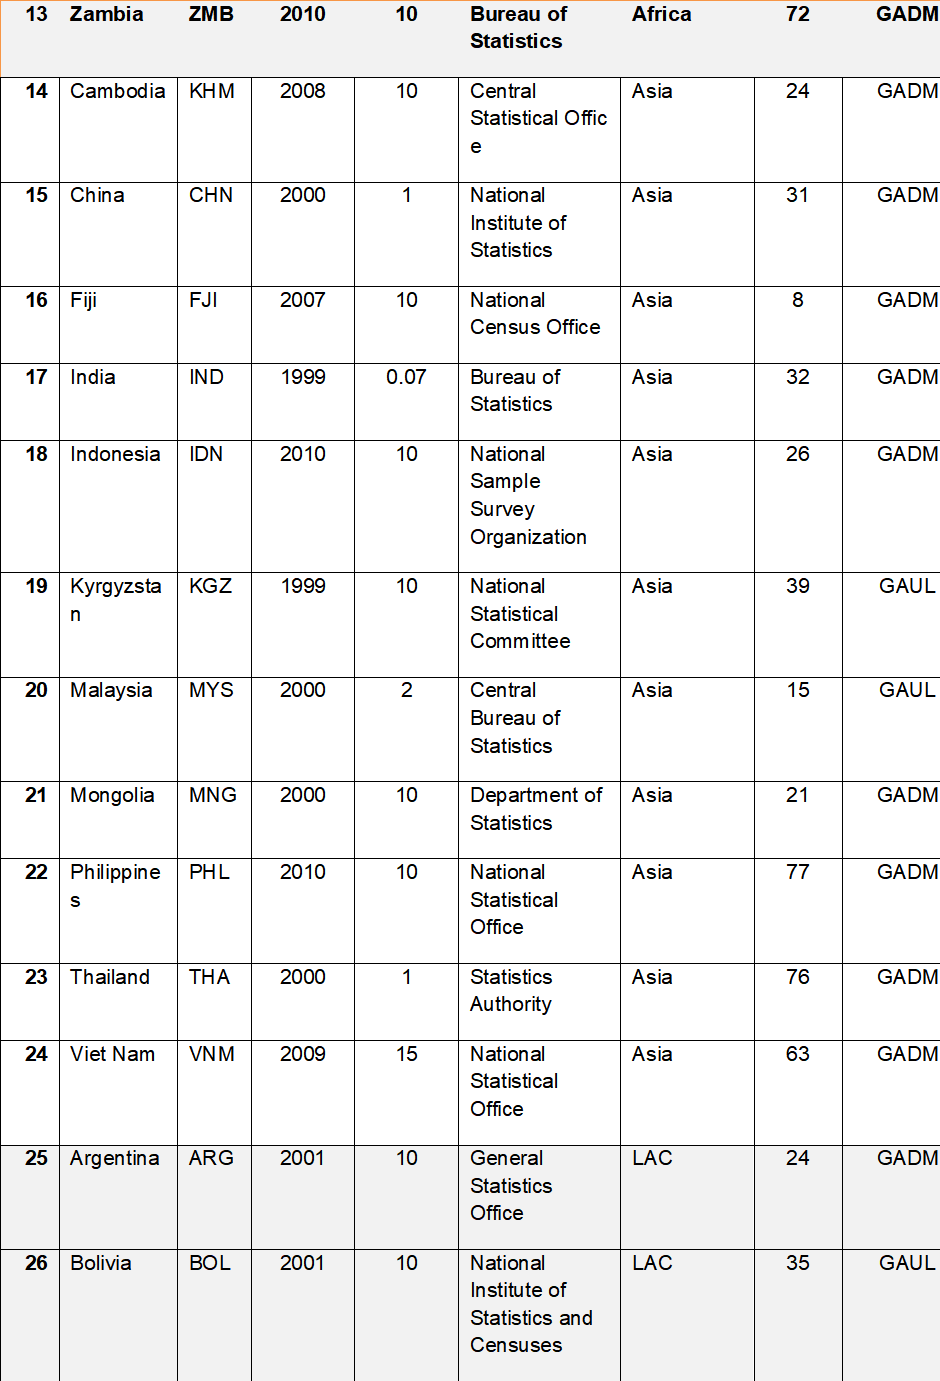 13 Zambia ZMB 2010 10 Bureau of Africa 72 GADM
Statistics
14 Cambodia KHM 2008 10 Central Asia 24 GADM
Statistical Offic
e
15 China CHN 2000 1 National Asia 31 GADM
Institute of
Statistics
16 Fiji FJI 2007 10 National Asia 8 GADM
Census Office
17 India IND 1999 0.07 Bureau of Asia 32 GADM
Statistics
18 Indonesia IDN 2010 10 National Asia 26 GADM
Sample
Survey
Organization
19 Kyrgyzsta KGZ 1999 10 National Asia 39 GAUL
n Statistical
Committee
20 Malaysia MYS 2000 2 Central Asia 15 GAUL
Bureau of
Statistics
21 Mongolia MNG 2000 10 Department of Asia 21 GADM
Statistics
22 Philippine PHL 2010 10 National Asia 77 GADM
s Statistical
Office
23 Thailand THA 2000 1 Statistics Asia 76 GADM
Authority
24 Viet Nam VNM 2009 15 National Asia 63 GADM
Statistical
Office
25 Argentina ARG 2001 10 General LAC 24 GADM
Statistics
Office
26 Bolivia BOL 2001 10 National LAC 35 GAUL
Institute of
Statistics and
Censuses